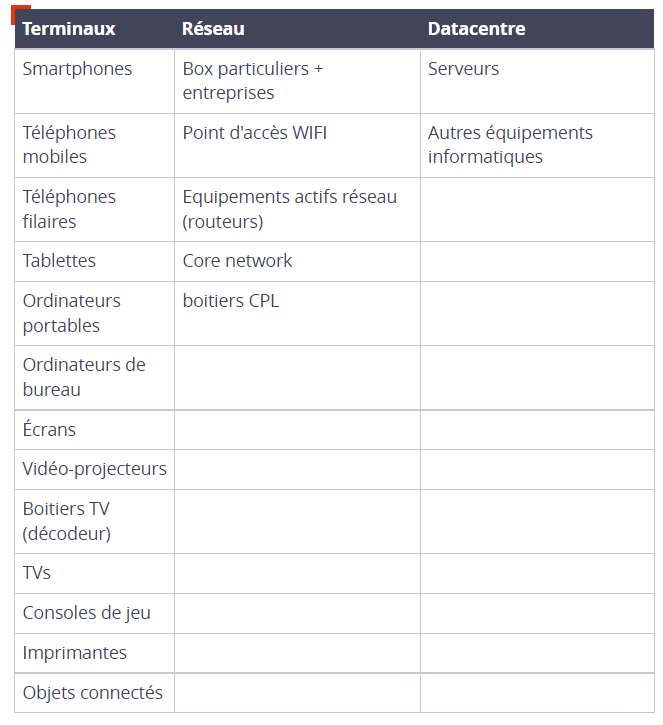 Terminaux Réseau Datacentre
Smartphones Box particuliers + Serveurs
entreprises
Téléphones Point d'accès WIFI Autres équipements
mobiles informatiques
Téléphones Equipements actifs réseau
filaires (routeurs)
Tablettes Core network
Ordinateurs boitiers CPL
portables
Ordinateurs de
bureau
Écrans
Vidéo-projecteurs
Boitiers TV
(décodeur)
TVs
Consoles de jeu
Imprimantes
Objets connectés